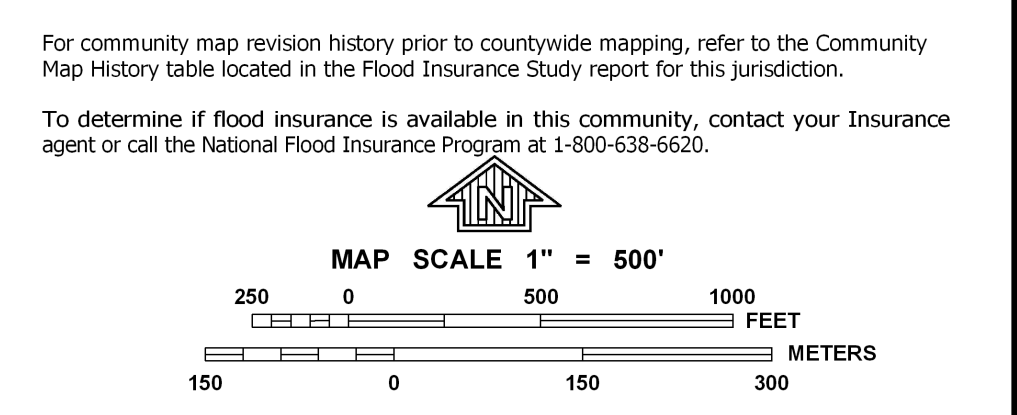 For community map revision history prior to countywide mapping, refer to the Community
Map History table located in the Flood Insurance Study report for this jurisdiction.
To determine if flood insurance is available in this community, contact your Insurance
agent or call the National Flood Insurance Program at 1-800-638-6620.
N
MAP SCALE 1" = 500'
250 0 500 1000
FEET
METERS
150 0 150 300